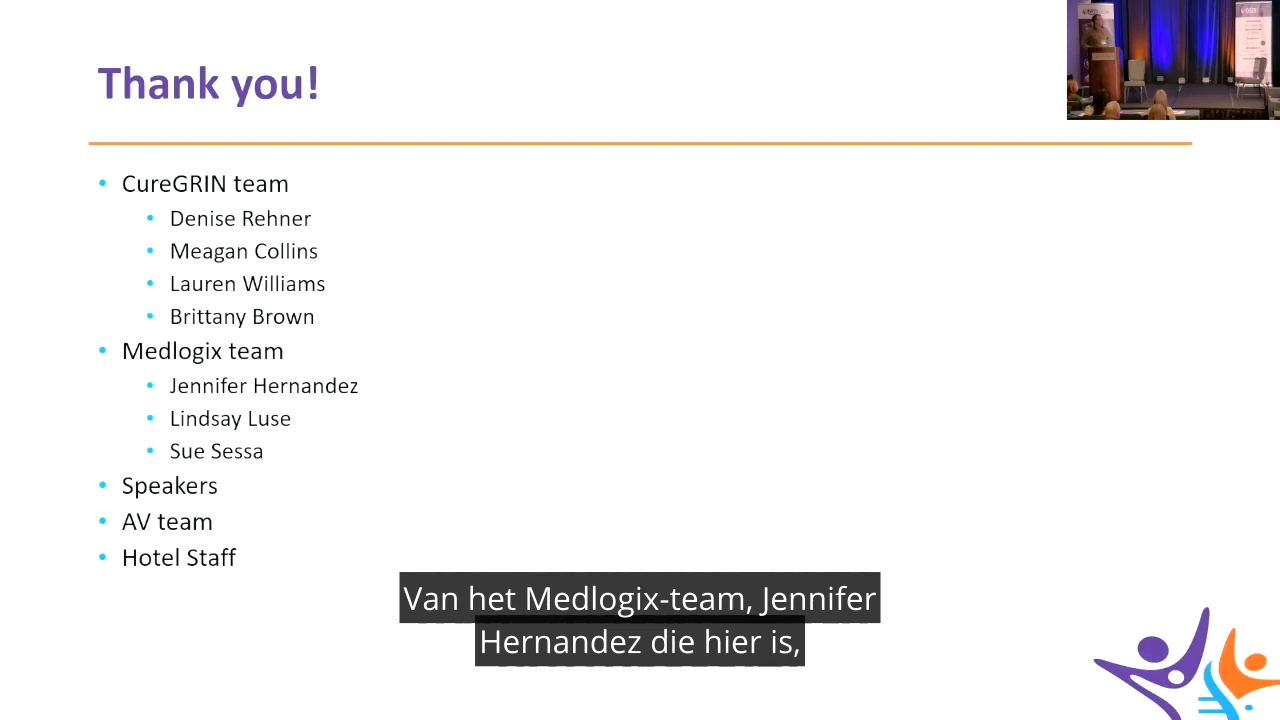 Thank you!
CureGRIN team
Denise Rehner
Meagan Collins
Lauren Williams
Brittany Brown
Medlogix team
Jennifer Hernandez
Lindsay Luse
Sue Sessa
Speakers
AV team
Hotel Staff
Van het Medlogix-team, Jennifer
Hernandez die hier is,